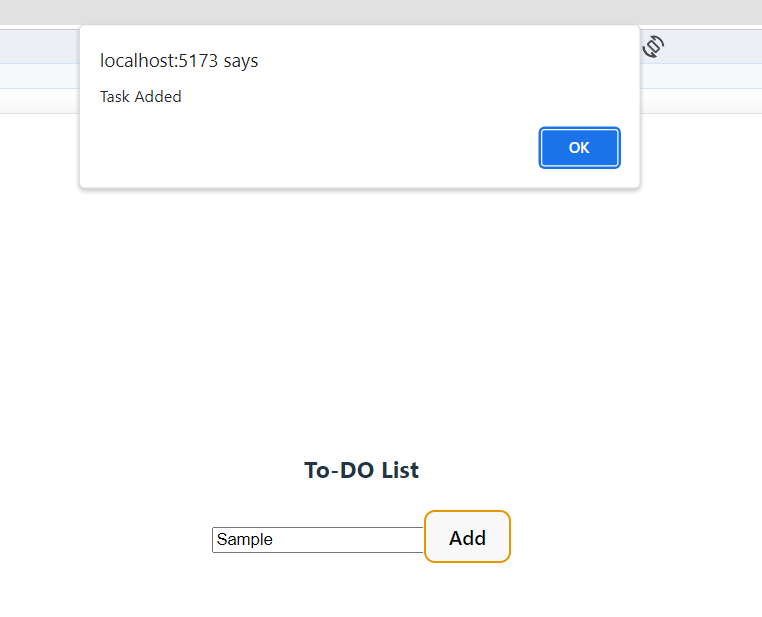 localhost:5173 says
Task Added
OK
To-DO List
Sample
Add